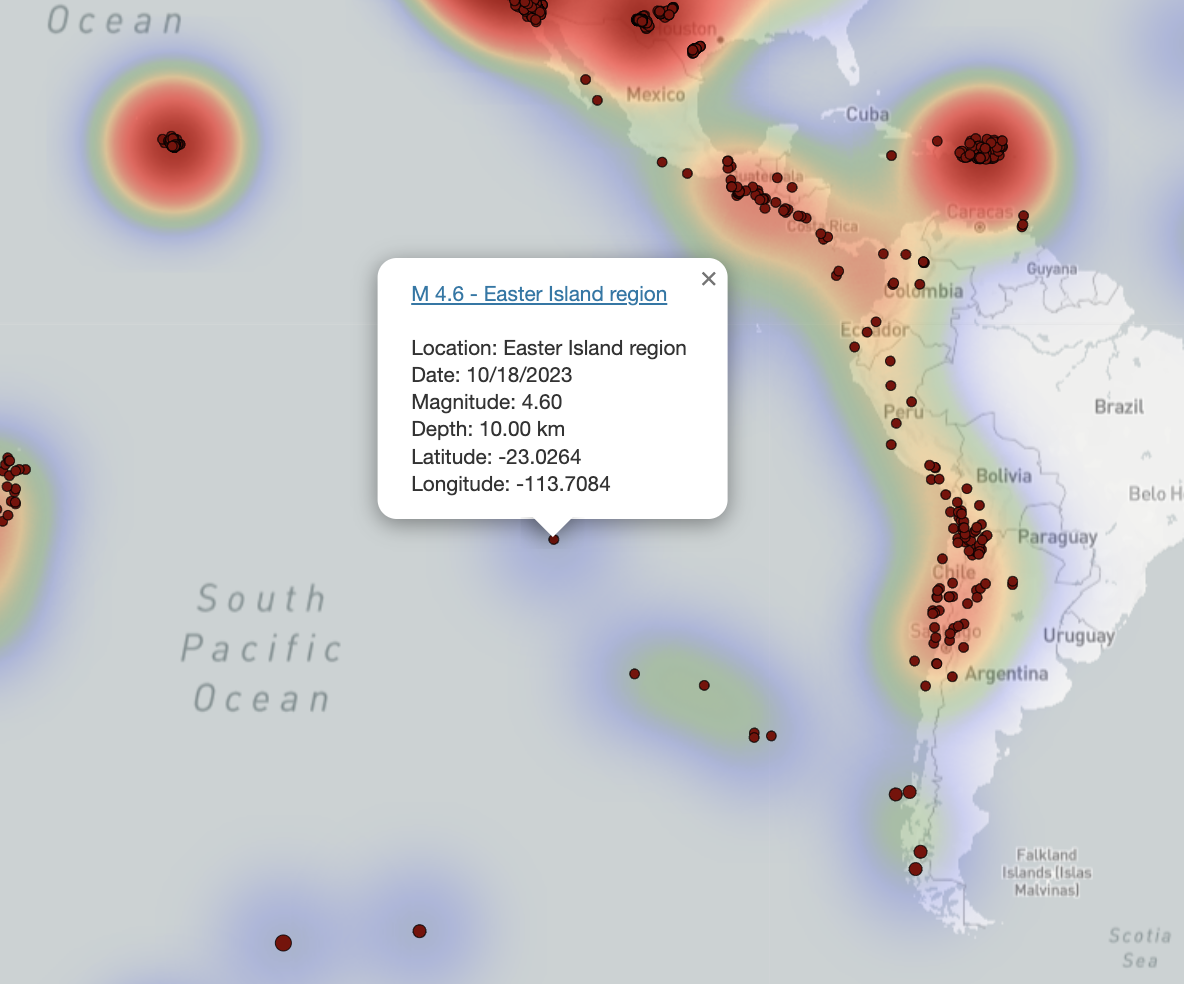 Ocean
Houston
Mexico
Cuba
Guatemala
Caracas
Costa Rica
Guyana
M 4.6 - Easter Island region
×
Colombia
Ecuador
Location: Easter Island region
Date: 10/18/2023
Magnitude: 4.60
Depth: 10.00 km
Latitude: -23.0264
Longitude: -113.7084
Brazil
Peru
Bolivia
Belo H
Paraguay
Chile
South
Pacific
Ocean
Santiago
Uruguay
Argentina
Falkland
Islands (Islas
Malvinas)
Scotia
Sea